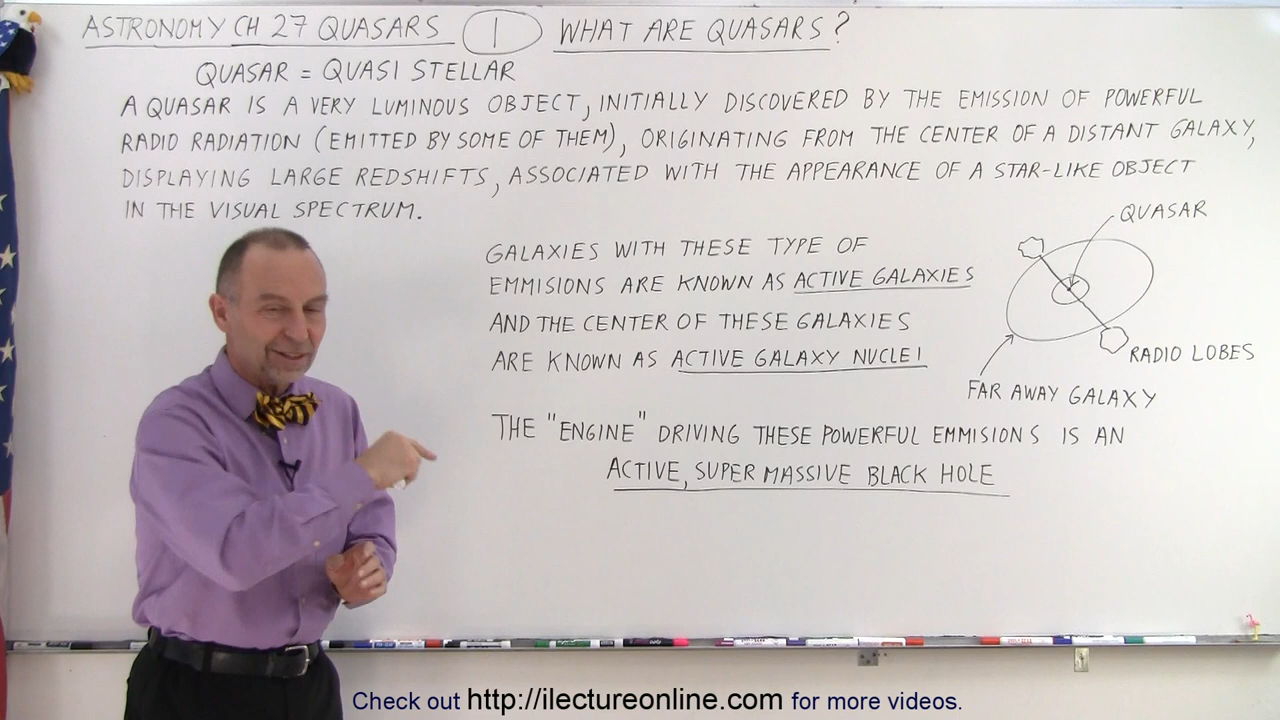 ASTRONOMY CH 27 QUASARS 1 WHAT ARE QUASARS?
QUASAR = QUASI STELLAR
A QUASAR IS A VERY LUMINOUS OBJECT, INITIALLY DISCOVERED BY THE EMISSION OF POWERFUL
RADIO RADIATION (EMITTED BY SOME OF THEM), ORIGINATING FROM THE CENTER OF A DISTANT GALAXY,
DISPLAYING LARGE REDSHIFTS, ASSOCIATED WITH THE APPEARANCE OF A STAR-LIKE OBJECT
IN THE VISUAL SPECTRUM.
GALAXIES WITH THESE TYPE OF
EMMISIONS ARE KNOWN AS ACTIVE GALAXIES
AND THE CENTER OF THESE GALAXIES
ARE KNOWN AS ACTIVE GALAXY NUCLEI
QUASAR
RADIO LOBES
FAR AWAY GALAXY
THE "ENGINE" DRIVING THESE POWERFUL EMMISIONS IS AN
ACTIVE, SUPER MASSIVE BLACK HOLE
Check out http://ilectureonline.com for more videos.